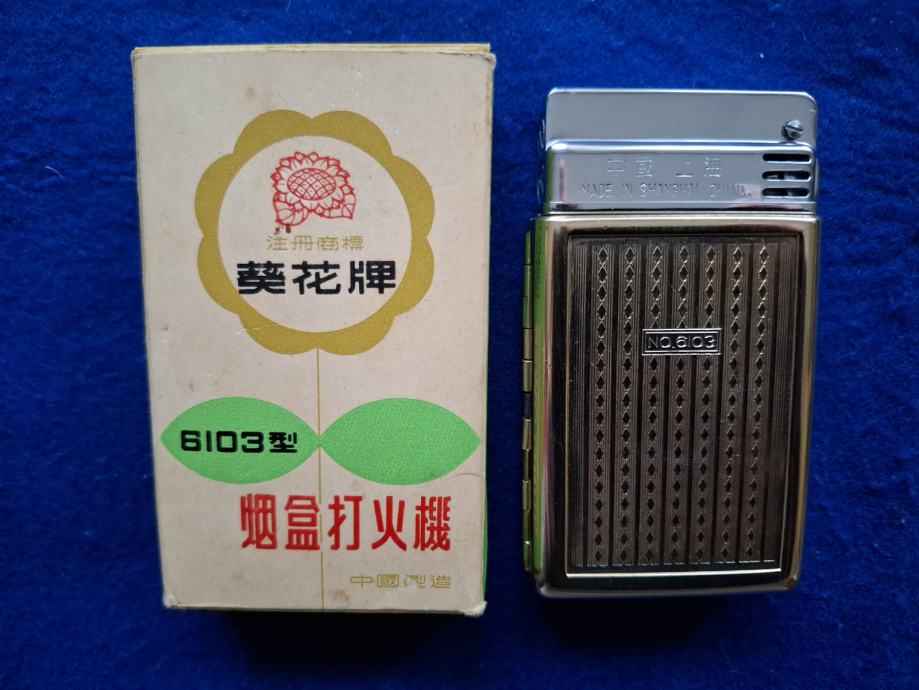 注冊商標
葵花牌
6103型
烟盒打火機
中國製造
中國上海
MADE IN SHANGHAI, CHINA.
NO.6103